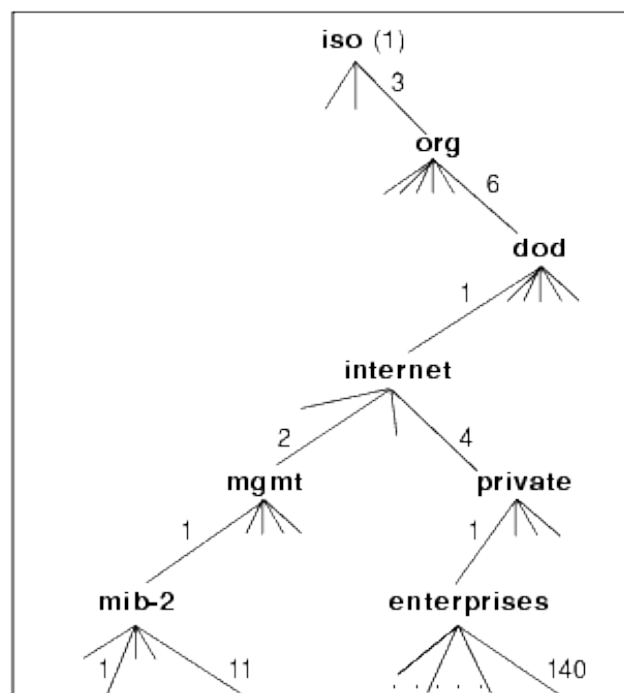 iso (1)
3
org
6
dod
1
internet
2
4
mgmt
private
1
1
mib-2
enterprises
1
11
140